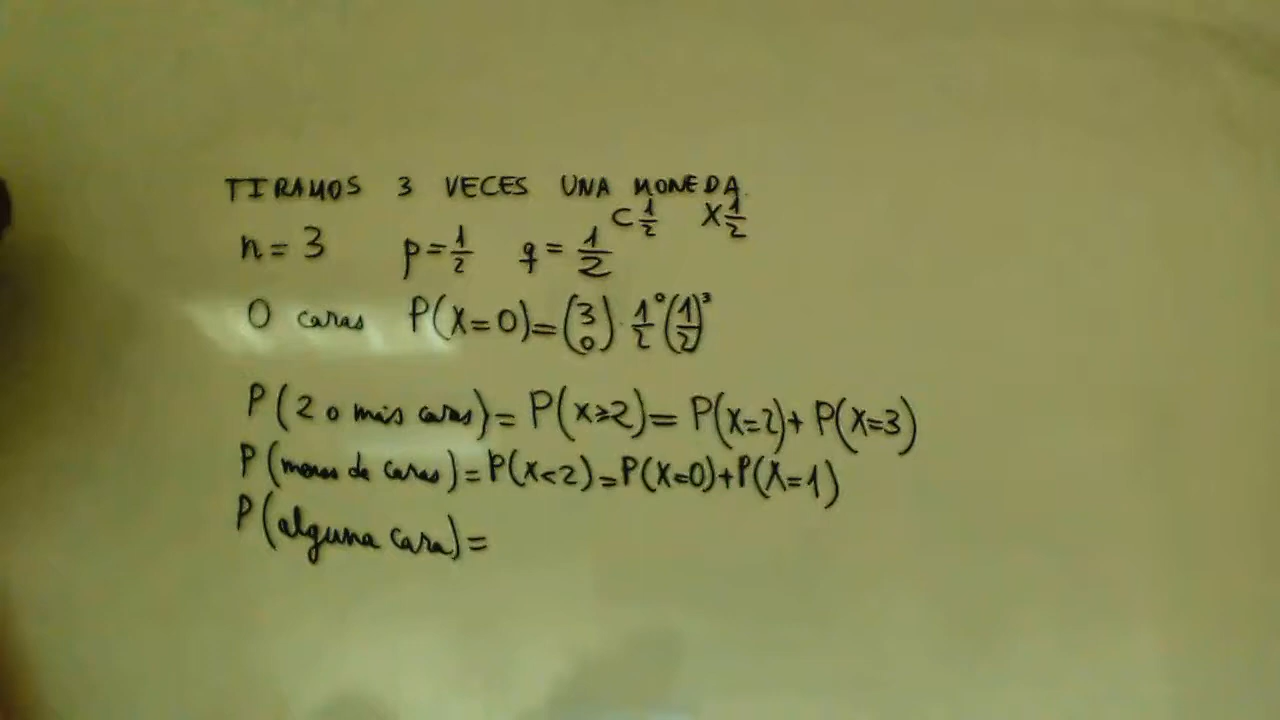 TIRAMOS 3 VECES UNA MONEDA
C 1/2 X 1/2
n = 3 p = 1/2 q = 1/2
0 caras P(X=0) = (3 0) · 1/2⁰ (1/2)³
P(2 o más caras) = P(X≥2) = P(X=2) + P(X=3)
P(menos de caras) = P(X<2) = P(X=0) + P(X=1)
P(alguna cara) =